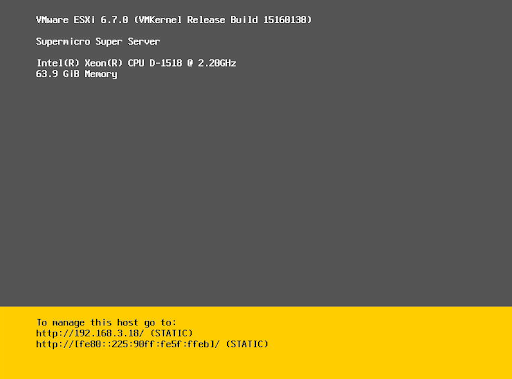 VMware ESXi 6.7.0 (VMKernel Release Build 15160138)
Supermicro Super Server
Intel(R) Xeon(R) CPU D-1518 @ 2.20GHz
63.9 GiB Memory
To manage this host go to:
http://192.168.3.10/ (STATIC)
http://[fe80::225:90ff:fe5f:ffeb]/ (STATIC)